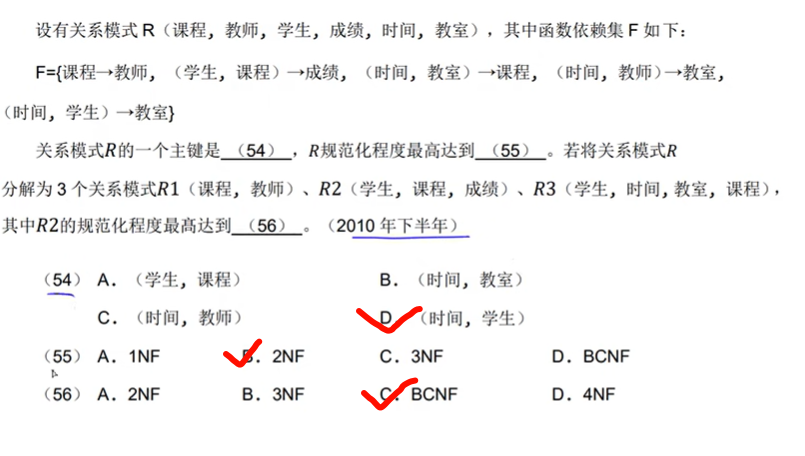 设有关系模式 R（课程，教师，学生，成绩，时间，教室），其中函数依赖集 F 如下：
F={课程→教师，（学生，课程）→成绩，（时间，教室）→课程，（时间，教师）→教室，
（时间，学生）→教室}
关系模式R的一个主键是 （54） ，R规范化程度最高达到 （55） 。若将关系模式R
分解为 3 个关系模式R1（课程，教师）、R2（学生，课程，成绩）、R3（学生，时间，教室，课程），
其中R2的规范化程度最高达到 （56） 。（2010 年下半年）
（54） A．（学生，课程） B．（时间，教室）
C．（时间，教师） D．（时间，学生）
（55） A．1NF B．2NF C．3NF D．BCNF
（56） A．2NF B．3NF C．BCNF D．4NF